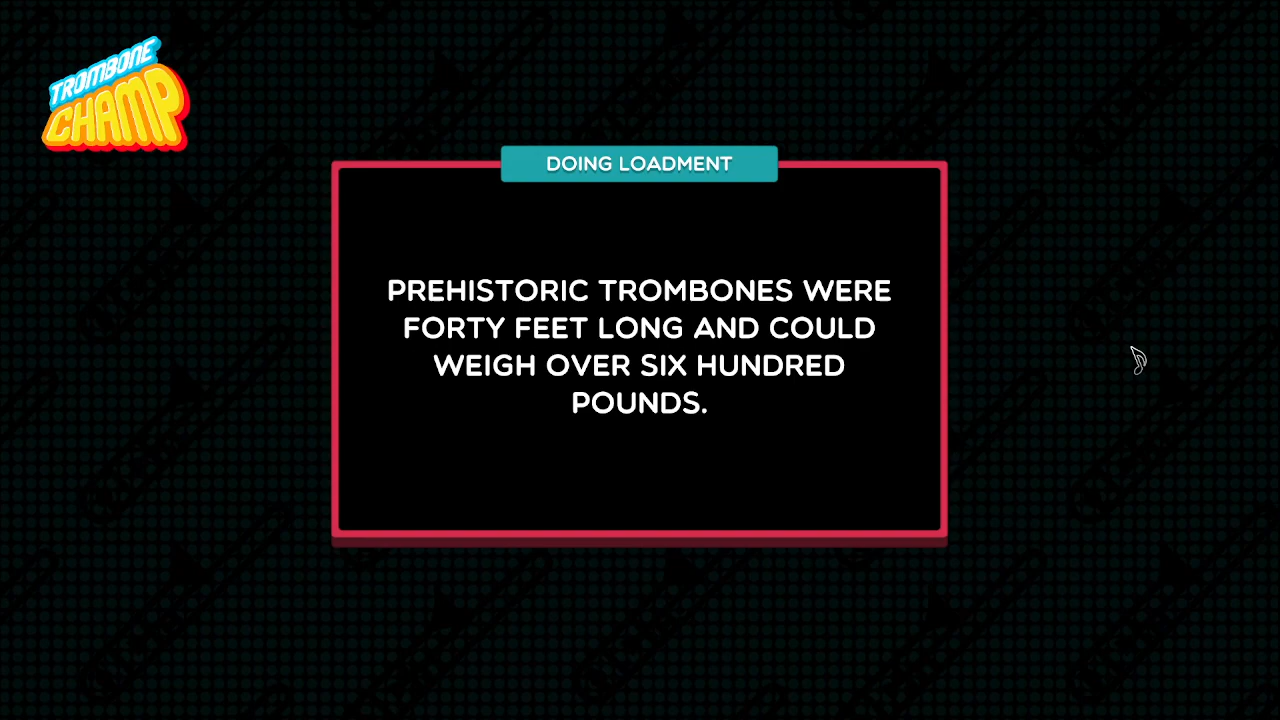 TROMBONE
CHAMP
DOING LOADMENT
PREHISTORIC TROMBONES WERE
FORTY FEET LONG AND COULD
WEIGH OVER SIX HUNDRED
POUNDS.